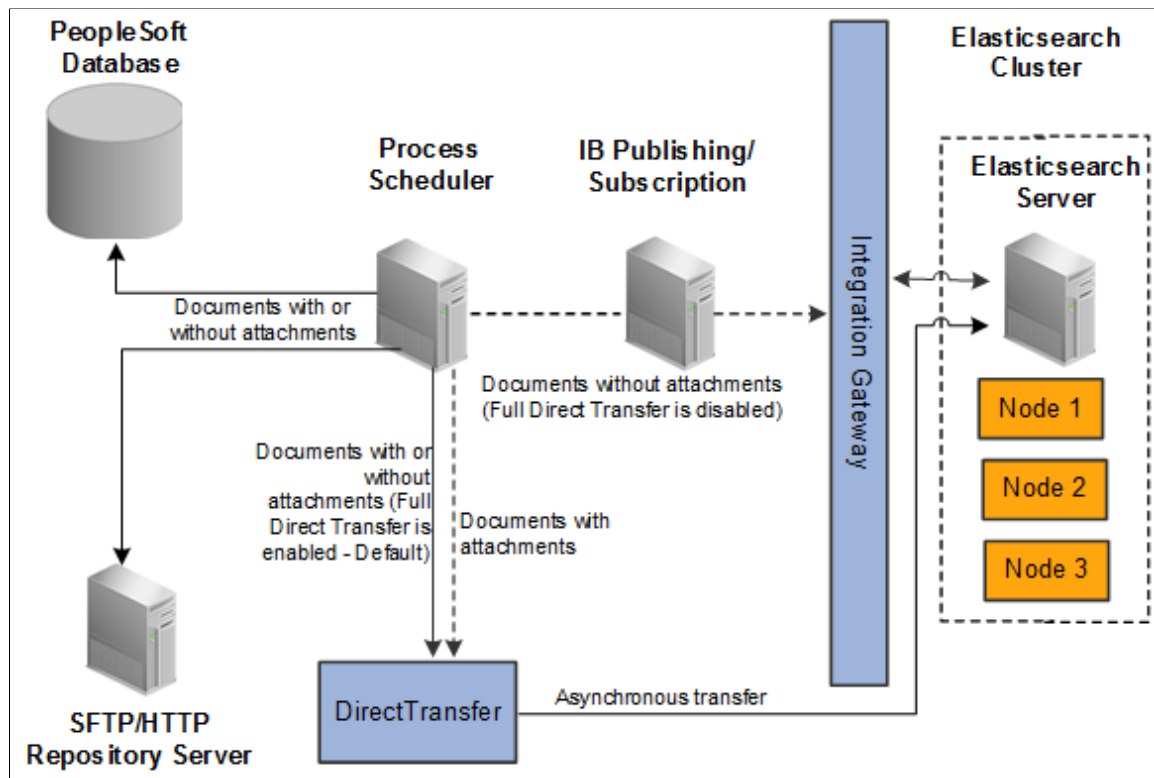 PeopleSoft
Database
Elasticsearch
Cluster
Process
Scheduler
IB Publishing/
Subscription
Elasticsearch
Server
Integration Gateway
Documents with or
without attachments
Documents without attachments
(Full Direct Transfer is disabled)
Node 1
Node 2
Node 3
Documents with or
without
attachments (Full
Direct Transfer is
enabled - Default)
Documents with
attachments
DirectTransfer
Asynchronous transfer
SFTP/HTTP
Repository Server